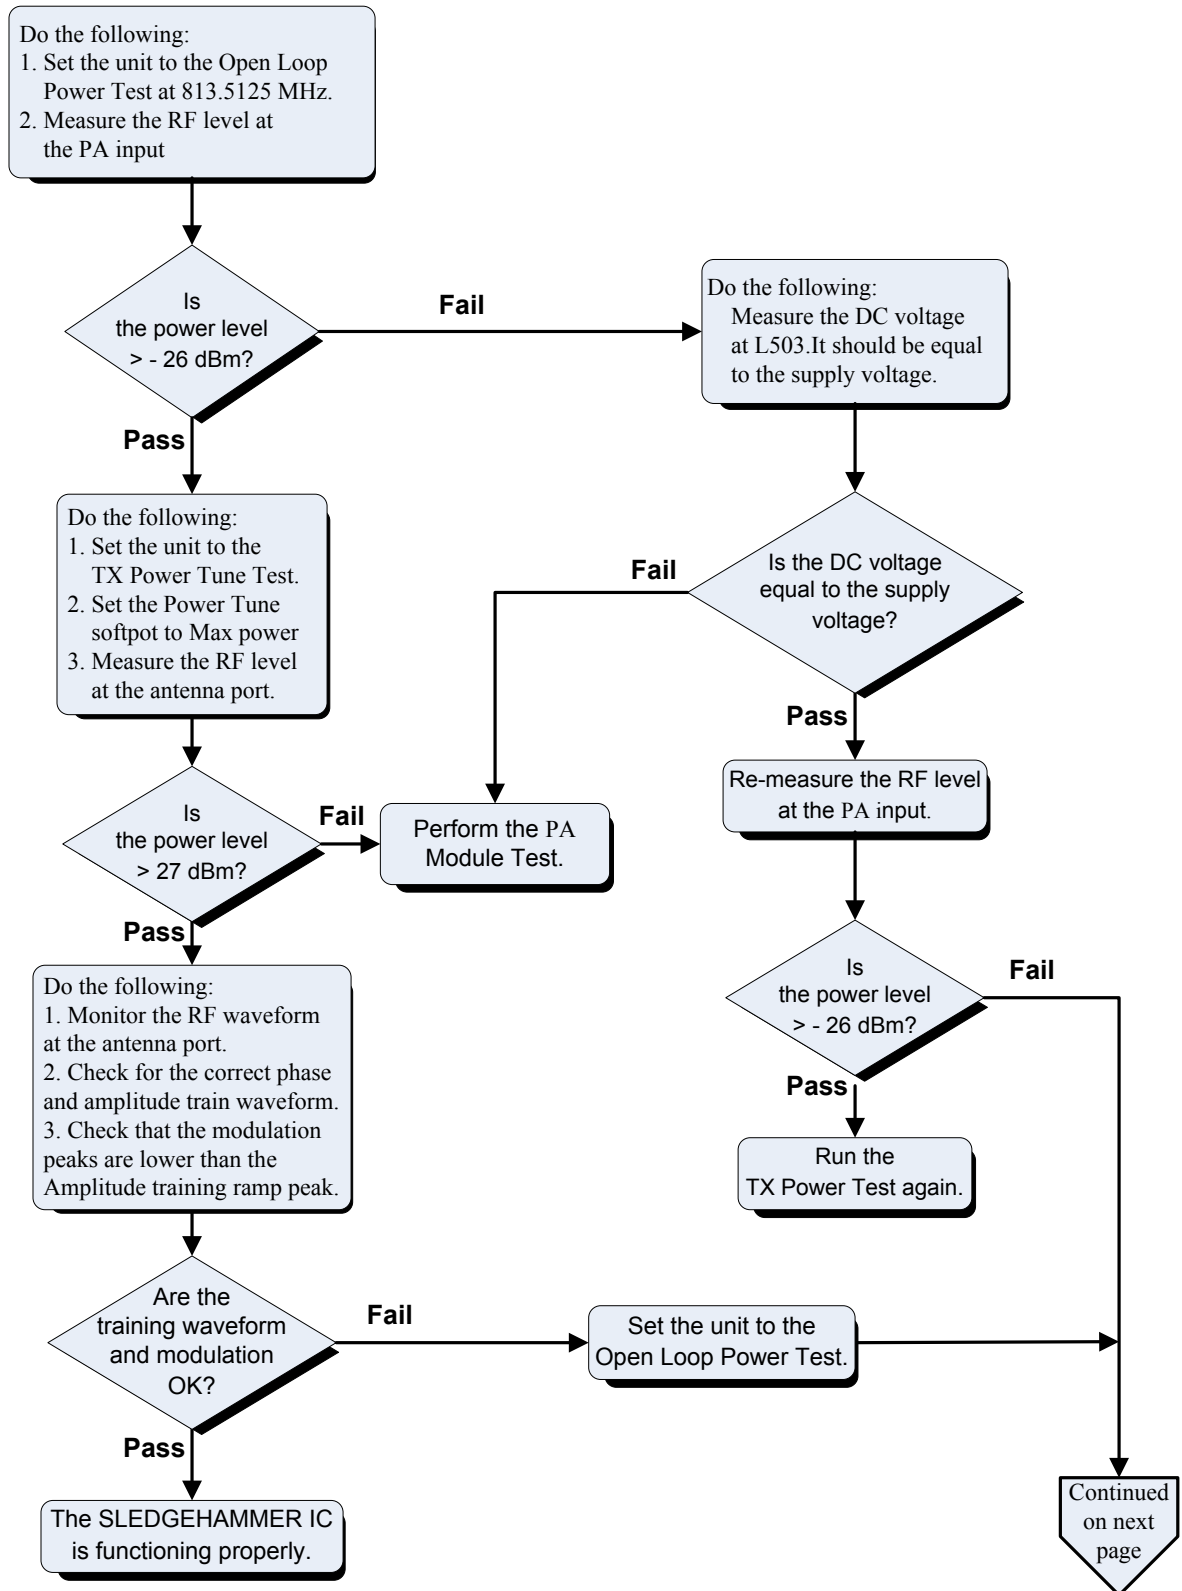 Do the following:
1. Set the unit to the Open Loop
Power Test at 813.5125 MHz.
2. Measure the RF level at
the PA input
Is
the power level
> - 26 dBm?
Fail
Do the following:
Measure the DC voltage
at L503.It should be equal
to the supply voltage.
Pass
Do the following:
1. Set the unit to the
TX Power Tune Test.
2. Set the Power Tune
softpot to Max power
3. Measure the RF level
at the antenna port.
Is the DC voltage
equal to the supply
voltage?
Fail
Pass
Re-measure the RF level
at the PA input.
Is
the power level
> 27 dBm?
Fail
Perform the PA
Module Test.
Pass
Do the following:
1. Monitor the RF waveform
at the antenna port.
2. Check for the correct phase
and amplitude train waveform.
3. Check that the modulation
peaks are lower than the
Amplitude training ramp peak.
Is
the power level
> - 26 dBm?
Fail
Pass
Run the
TX Power Test again.
Are the
training waveform
and modulation
OK?
Fail
Set the unit to the
Open Loop Power Test.
Pass
The SLEDGEHAMMER IC
is functioning properly.
Continued
on next
page